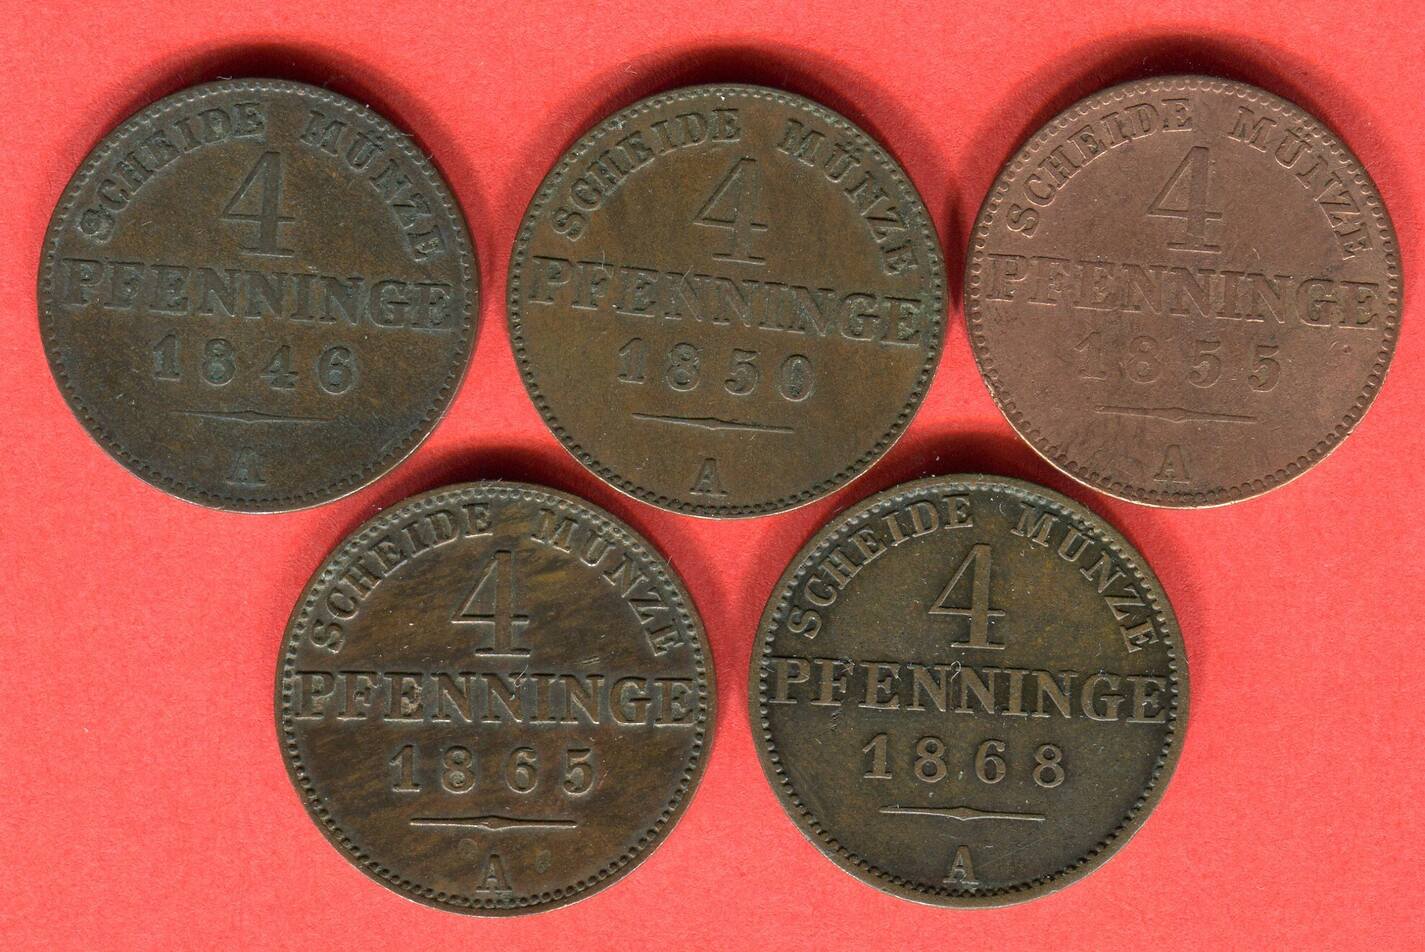 SCHEIDE MÜNZE
4
PFENNINGE
1846
A
SCHEIDE MÜNZE
4
PFENNINGE
1850
A
SCHEIDE MÜNZE
4
PFENNINGE
1855
A
SCHEIDE MÜNZE
4
PFENNINGE
1865
A
SCHEIDE MÜNZE
4
PFENNINGE
1868
A